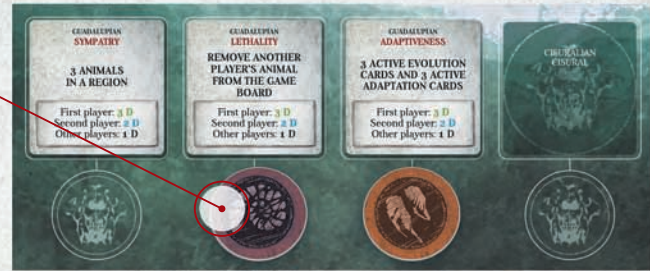 GUADALUPIAN
SYMPATHY
3 ANIMALS
IN A REGION
First player: 3 D
Second player: 2 D
Other players: 1 D
GUADALUPIAN
LETHALITY
REMOVE ANOTHER
PLAYER'S ANIMAL
FROM THE GAME
BOARD
First player: 3 D
Second player: 2 D
Other players: 1 D
GUADALUPIAN
ADAPTIVENESS
3 ACTIVE EVOLUTION
CARDS AND 3 ACTIVE
ADAPTATION CARDS
First player: 3 D
Second player: 2 D
Other players: 1 D
CISURALIAN
CISURAL